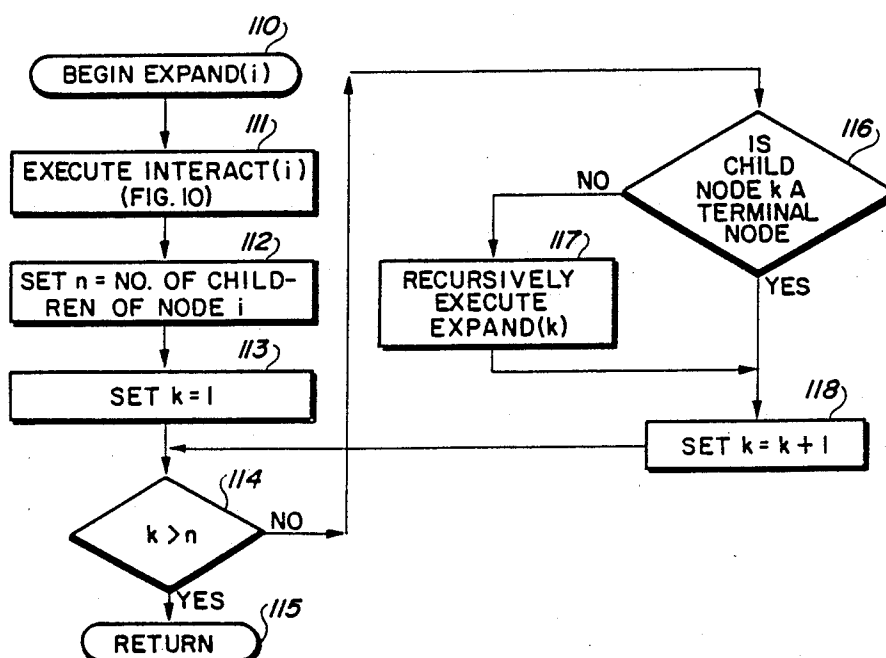 110
BEGIN EXPAND(i)
111
EXECUTE INTERACT(i)
(FIG. 10)
112
SET n = NO. OF CHILD-
REN OF NODE i
113
SET k = 1
114
k > n
NO
YES
115
RETURN
116
IS
CHILD
NODE k A
TERMINAL
NODE
NO
YES
117
RECURSIVELY
EXECUTE
EXPAND(k)
118
SET k = k + 1